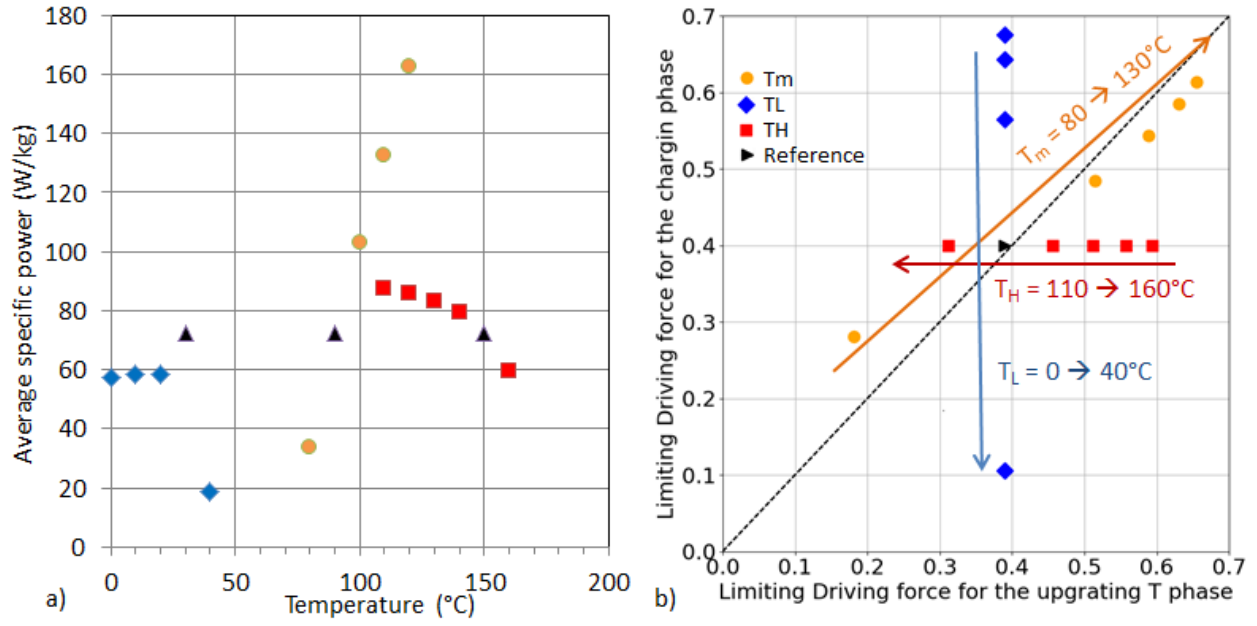 180
160
140
120
100
80
60
40
20
0
Average specific power (W/kg)
0
50
100
150
200
Temperature (°C)
a)
0.7
0.6
0.5
0.4
0.3
0.2
0.1
0.0
Limiting Driving force for the chargin phase
Tm
TL
TH
Reference
Tm = 80 → 130°C
TH = 110 → 160°C
TL = 0 → 40°C
0.0
0.1
0.2
0.3
0.4
0.5
0.6
0.7
Limiting Driving force for the upgrating T phase
b)